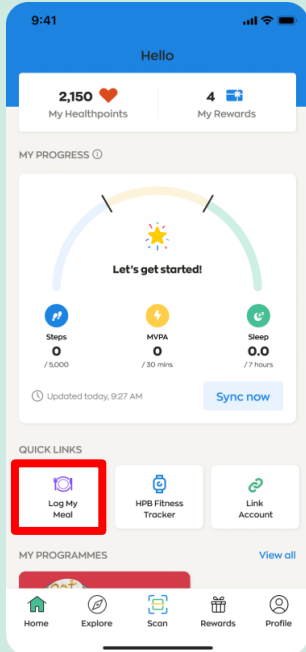 9:41
Hello
2,150
My Healthpoints
4
My Rewards
MY PROGRESS
Let's get started!
Steps
0
/ 5,000
MVPA
0
/ 30 mins
Sleep
0.0
/ 7 hours
Updated today, 9:27 AM
Sync now
QUICK LINKS
Log My
Meal
HPB Fitness
Tracker
Link
Account
MY PROGRAMMES
View all
Home
Explore
Scan
Rewards
Profile